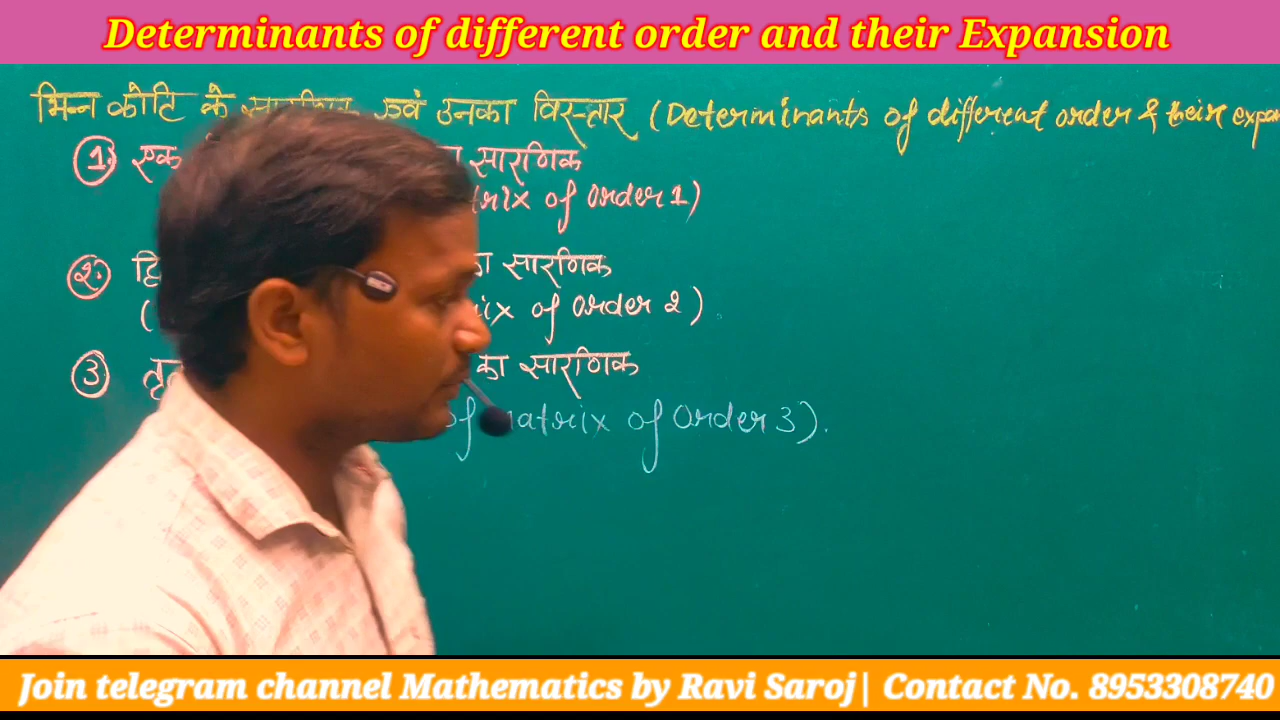 Determinants of different order and their Expansion
भिन्न कोटि के एवं उनका विस्तार (Determinants of different order & their
① एक सारणिक
of order 1)
② सारणिक
of order 2)
③ का सारणिक
of of order 3).
Join telegram channel Mathematics by Ravi Saroj| Contact No. 8953308740